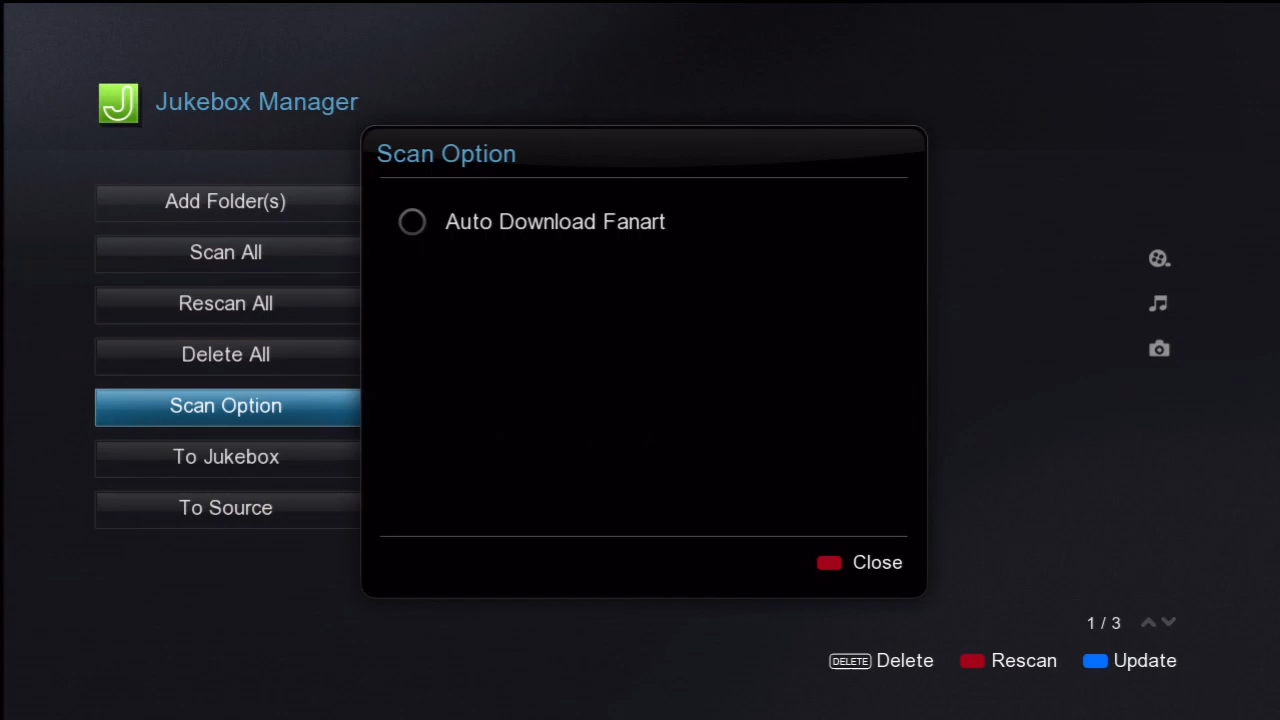 Jukebox Manager
Add Folder(s)
Scan All
Rescan All
Delete All
Scan Option
To Jukebox
To Source
Scan Option
Auto Download Fanart
Close
1 / 3
DELETE Delete Rescan Update